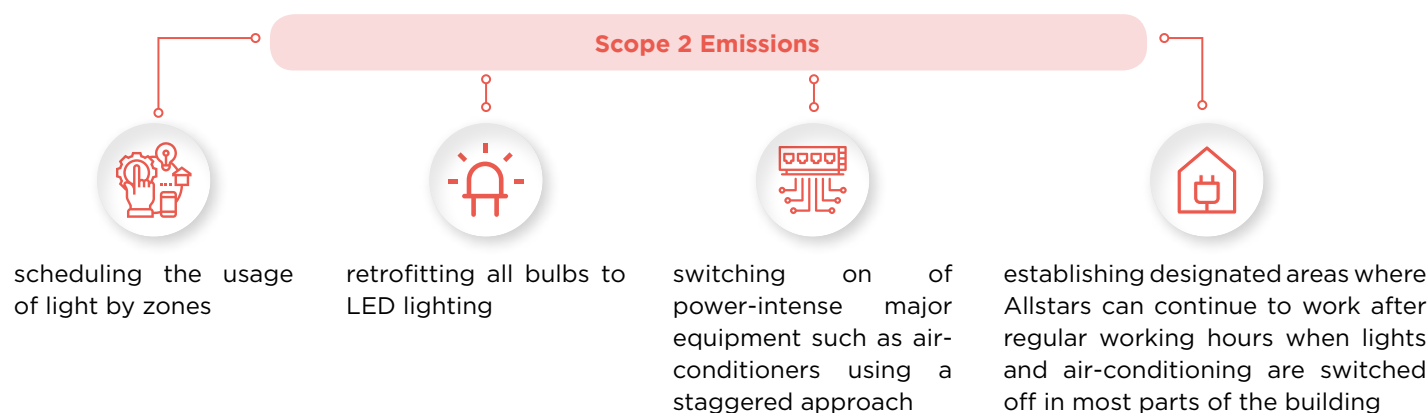 Scope 2 Emissions
scheduling the usage
of light by zones
retrofitting all bulbs to
LED lighting
switching on of
power-intense major
equipment such as air-
conditioners using a
staggered approach
establishing designated areas where
Allstars can continue to work after
regular working hours when lights
and air-conditioning are switched
off in most parts of the building